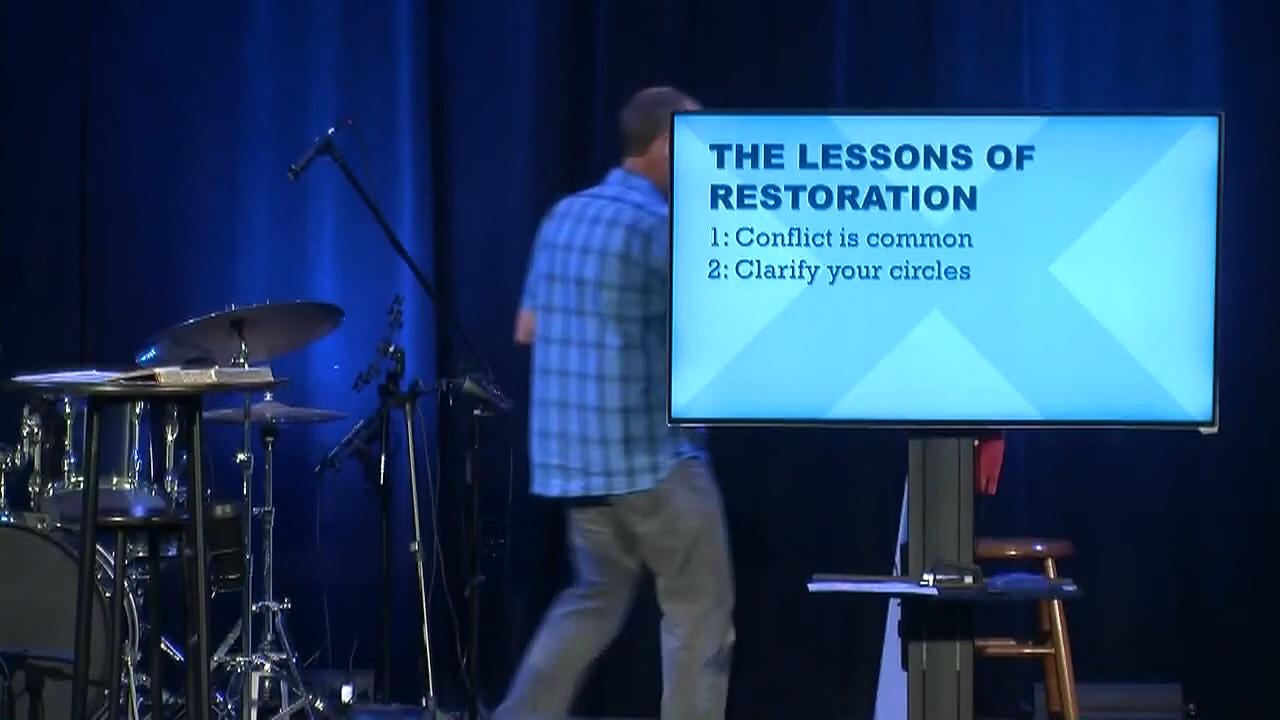 THE LESSONS OF
RESTORATION
1: Conflict is common
2: Clarify your circles